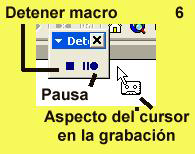 Detener macro 6
Det
Pausa
Aspecto del cursor
en la grabación